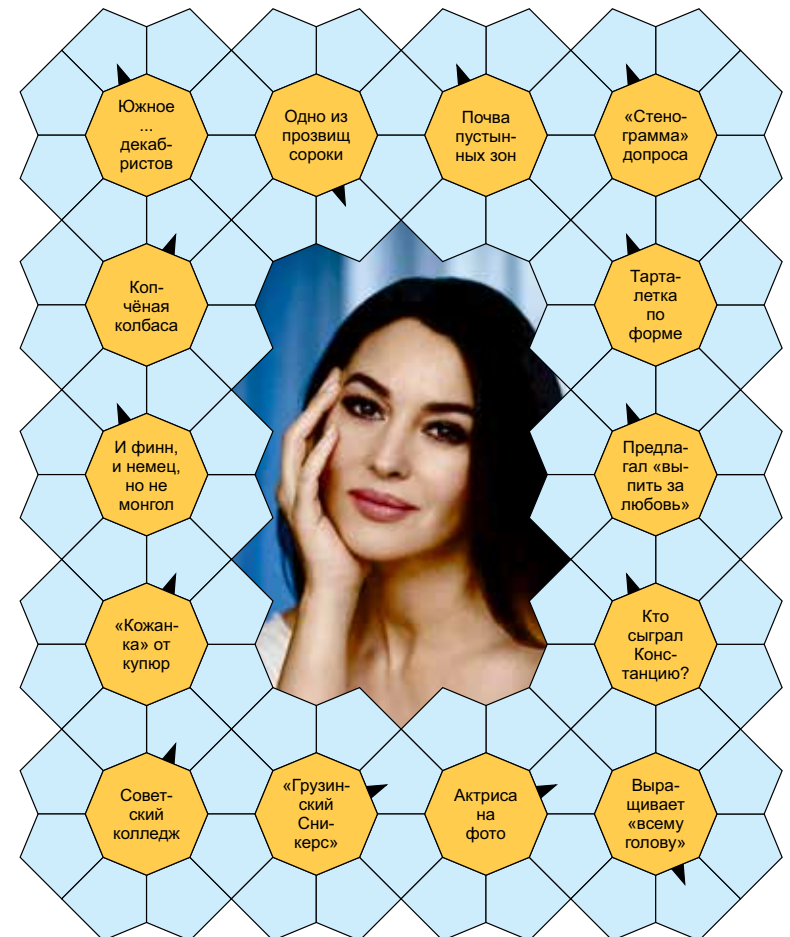 Южное
...
декаб-
ристов
Одно из
прозвищ
сороки
Почва
пустын-
ных зон
«Стено-
грамма»
допроса
Коп-
чёная
колбаса
Тарта-
летка
по
форме
И финн,
и немец,
но не
монгол
Предла-
гал «вы-
пить за
любовь»
«Кожан-
ка» от
купюр
Кто
сыграл
Конс-
танцию?
Совет-
ский
колледж
«Грузин-
ский
Сни-
керс»
Актриса
на
фото
Выра-
щивает
«всему
голову»